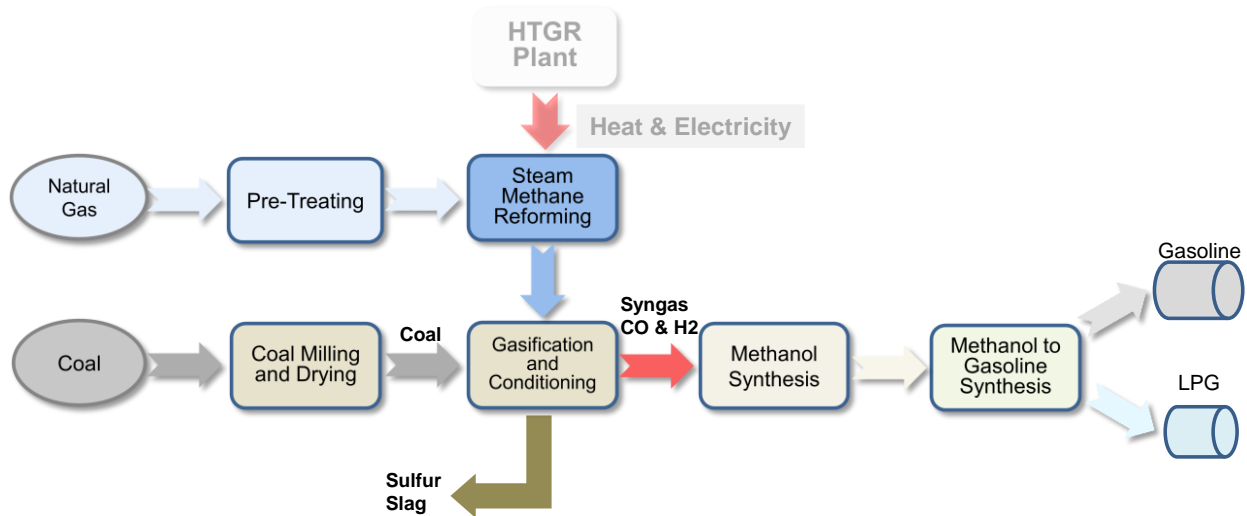 HTGR
Plant
Heat & Electricity
Natural
Gas
Pre-Treating
Steam
Methane
Reforming
Gasoline
Coal
Coal Milling
and Drying
Coal
Gasification
and
Conditioning
Syngas
CO & H2
Methanol
Synthesis
Methanol to
Gasoline
Synthesis
LPG
Sulfur
Slag